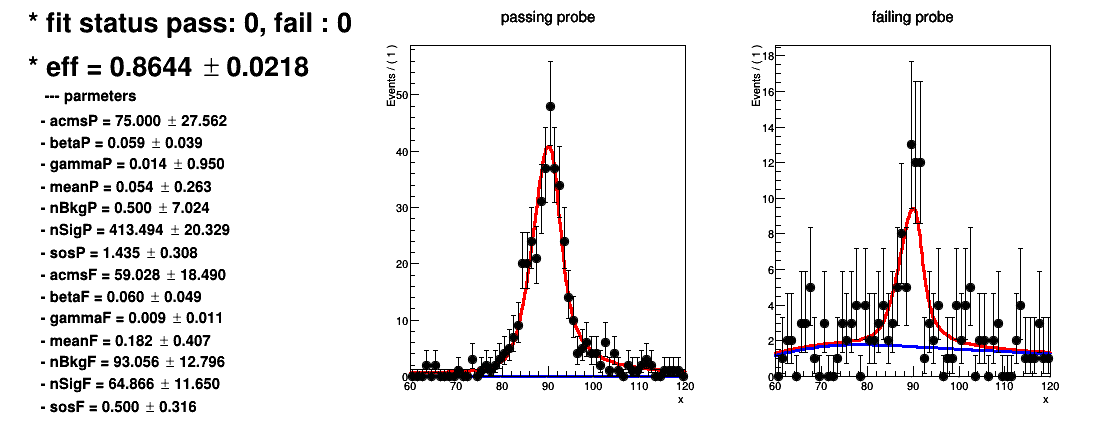 * fit status pass: 0, fail : 0
* eff = 0.8644 ± 0.0218
--- parmeters
- acmsP = 75.000 ± 27.562
- betaP = 0.059 ± 0.039
- gammaP = 0.014 ± 0.950
- meanP = 0.054 ± 0.263
- nBkgP = 0.500 ± 7.024
- nSigP = 413.494 ± 20.329
- sosP = 1.435 ± 0.308
- acmsF = 59.028 ± 18.490
- betaF = 0.060 ± 0.049
- gammaF = 0.009 ± 0.011
- meanF = 0.182 ± 0.407
- nBkgF = 93.056 ± 12.796
- nSigF = 64.866 ± 11.650
- sosF = 0.500 ± 0.316
passing probe
Events / ( 1 )
50
40
30
20
10
0
60 70 80 90 100 110 120
x
failing probe
Events / ( 1 )
18
16
14
12
10
8
6
4
2
0
60 70 80 90 100 110 120
x